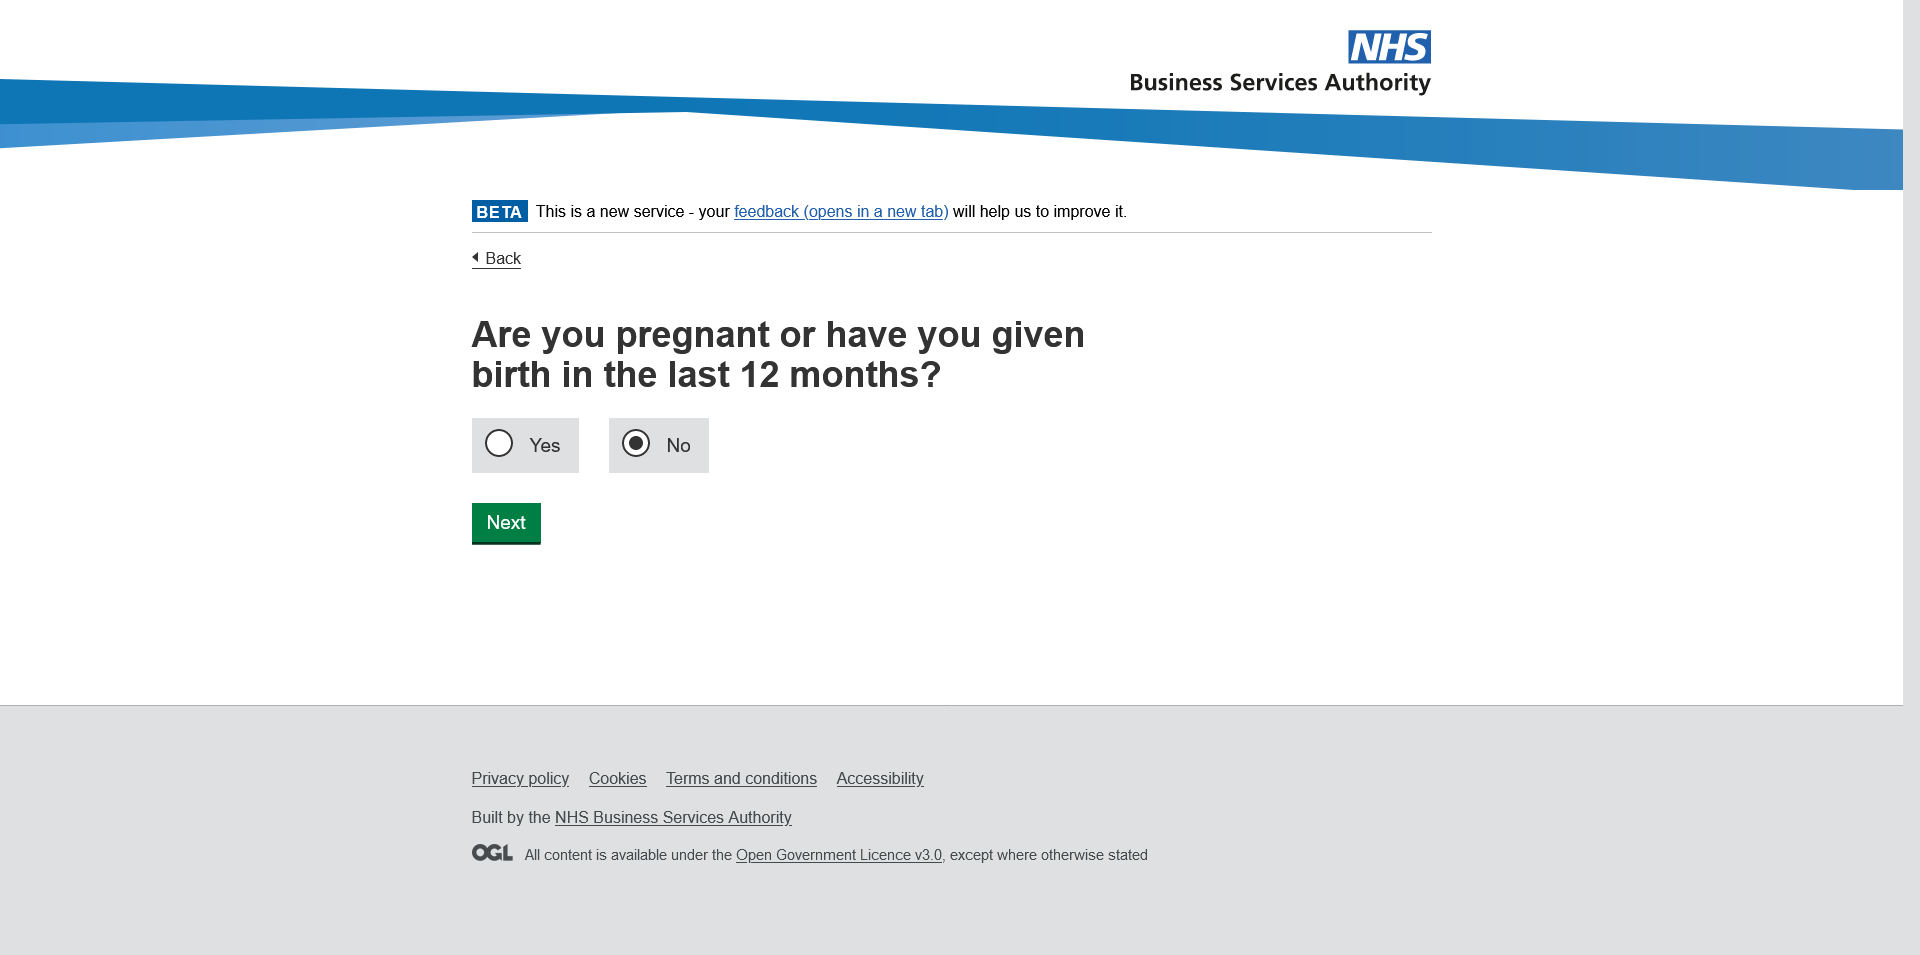 NHS
Business Services Authority
BETA This is a new service - your feedback (opens in a new tab) will help us to improve it.
Back
Are you pregnant or have you given
birth in the last 12 months?
Yes No
Next
Privacy policy Cookies Terms and conditions Accessibility
Built by the NHS Business Services Authority
OGL All content is available under the Open Government Licence v3.0, except where otherwise stated